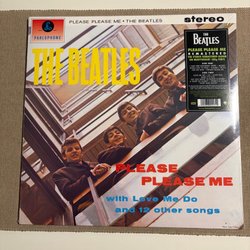 PARLOPHONE
PLEASE PLEASE ME • THE BEATLES
stereo
THE BEATLES
THE
BEATLES
PLEASE PLEASE ME
REMASTERED
PLEASE
PLEASE ME
with Love Me Do
and 12 other songs